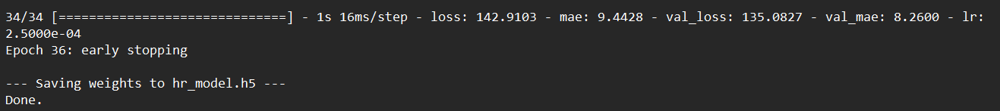 34/34 [==============================] - 1s 16ms/step - loss: 142.9103 - mae: 9.4428 - val_loss: 135.0827 - val_mae: 8.2600 - lr:
2.5000e-04
Epoch 36: early stopping
--- Saving weights to hr_model.h5 ---
Done.